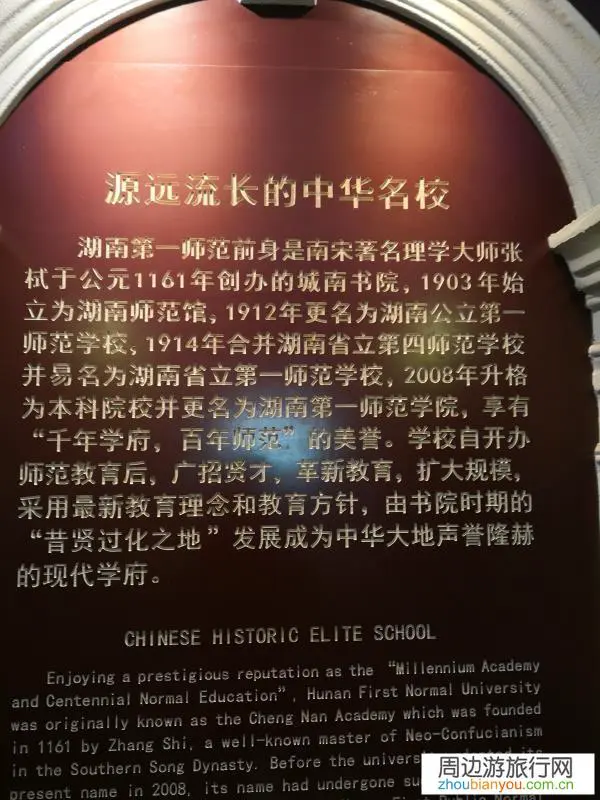 源远流长的中华名校
湖南第一师范前身是南宋著名理学大师张
栻于公元1161年创办的城南书院，1903年始
立为湖南师范馆，1912年更名为湖南公立第一
师范学校，1914年合并湖南省立第四师范学校
并易名为湖南省立第一师范学校，2008年升格
为本科院校并更名为湖南第一师范学院，享有
“千年学府，百年师范”的美誉。学校自开办
师范教育后，广招贤才，革新教育，扩大规模，
采用最新教育理念和教育方针，由书院时期的
“昔贤过化之地”发展成为中华大地声誉隆赫
的现代学府。
CHINESE HISTORIC ELITE SCHOOL
Enjoying a prestigious reputation as the “Millennium Academy
and Centennial Normal Education”, Hunan First Normal University
was originally known as the Cheng Nan Academy which was founded
in 1161 by Zhang Shi, a well-known master of Neo-Confucianism
in the Southern Song Dynasty. Before the university adopted its
present name in 2008, its name had undergone
周边游旅行网
zhoubianyou.com.cn